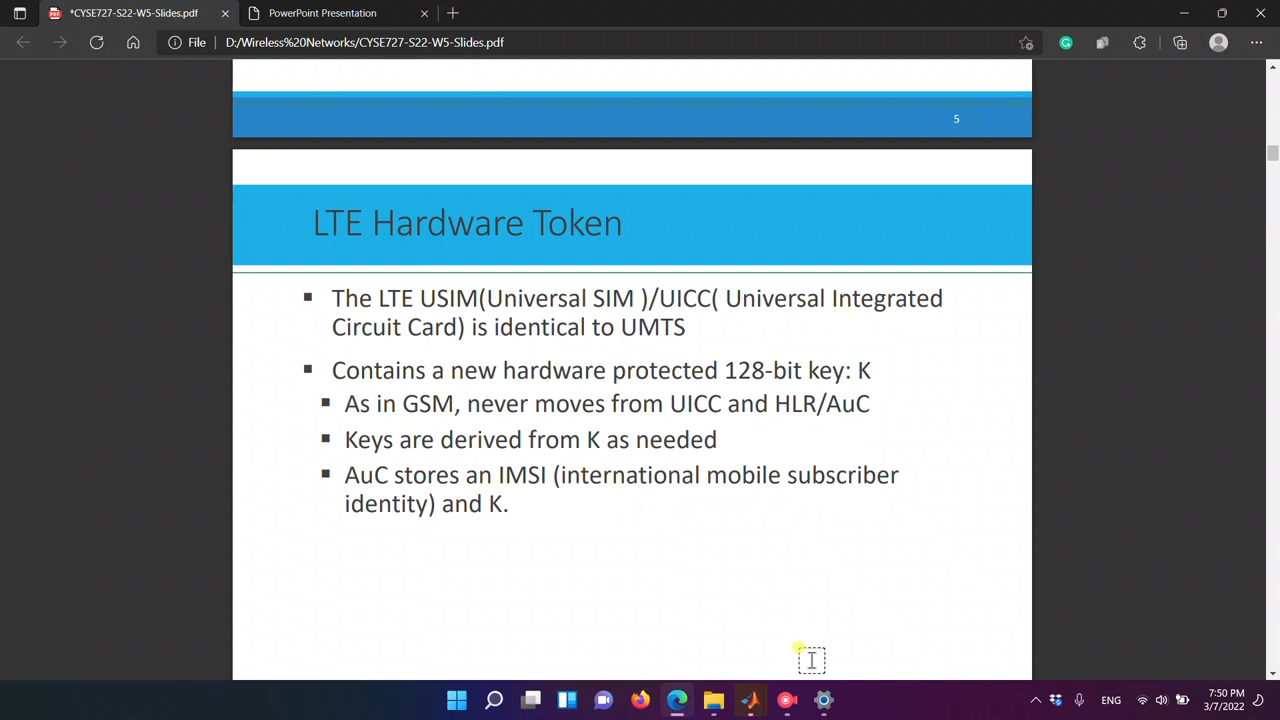 *CYSE727-S22-W5-Slides.pdf
PowerPoint Presentation
File
D:/Wireless%20Networks/CYSE727-S22-W5-Slides.pdf
5
LTE Hardware Token
▪ The LTE USIM(Universal SIM )/UICC( Universal Integrated
Circuit Card) is identical to UMTS
▪ Contains a new hardware protected 128-bit key: K
▪ As in GSM, never moves from UICC and HLR/AuC
▪ Keys are derived from K as needed
▪ AuC stores an IMSI (international mobile subscriber
identity) and K.
ENG
7:50 PM
3/7/2022